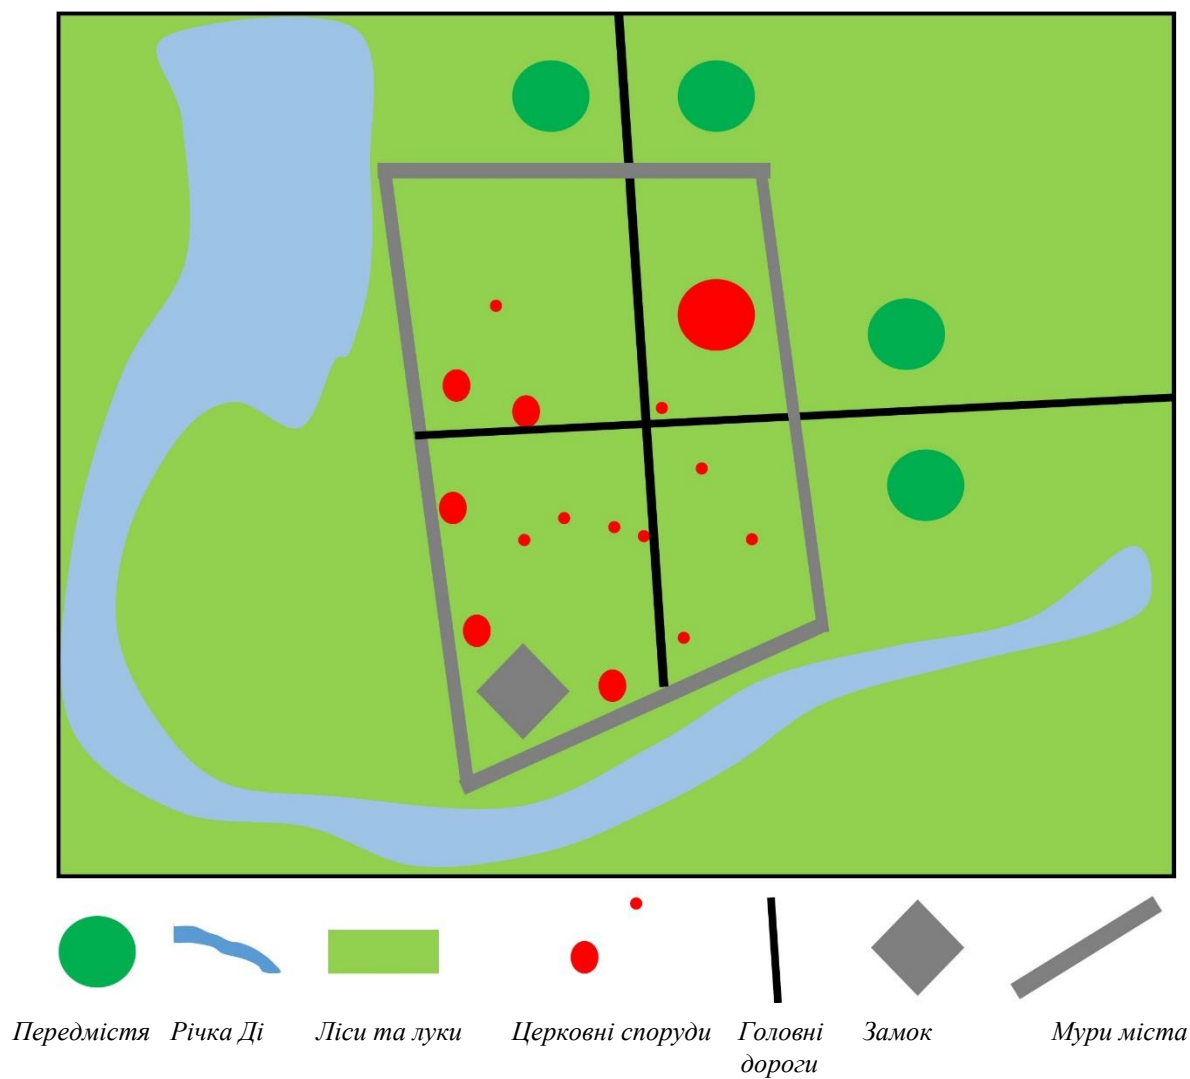 Передмістя Річка Ді Ліси та луки Церковні споруди Головні Замок Мури міста
дороги